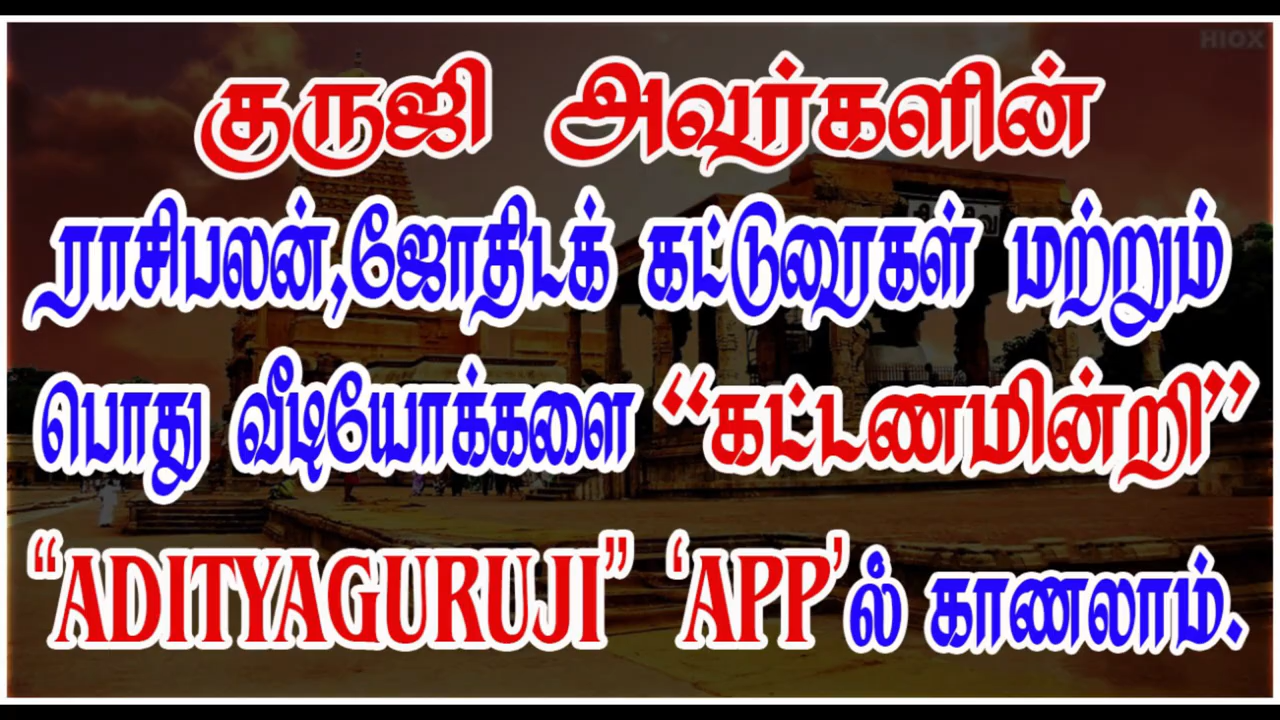 HIOX
குருஜி அவர்களின்
ராசிபலன்,ஜோதிடக் கட்டுரைகள் மற்றும்
பொது வீடியோக்களை “கட்டணமின்றி”
“ADITYAGURUJI” ‘APP’ல் காணலாம்.